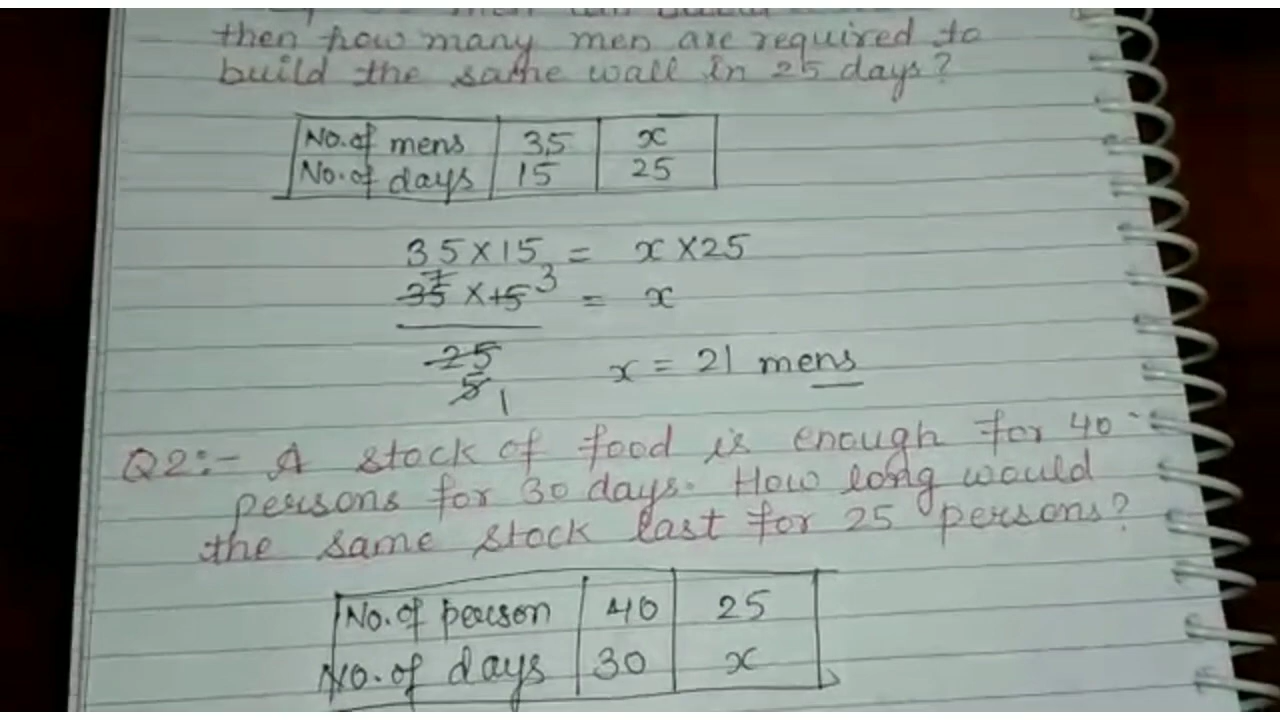 then how many men are required to
build the same wall in 25 days?
No. of mens 35 x
No. of days 15 25
35 x 15 = x x 25
7 3
35 x 15 = x
25
5 1
x = 21 mens
Q2:- A stock of food is enough for 40
persons for 30 days. How long would
the same stock last for 25 persons?
No. of person 40 25
No. of days 30 x